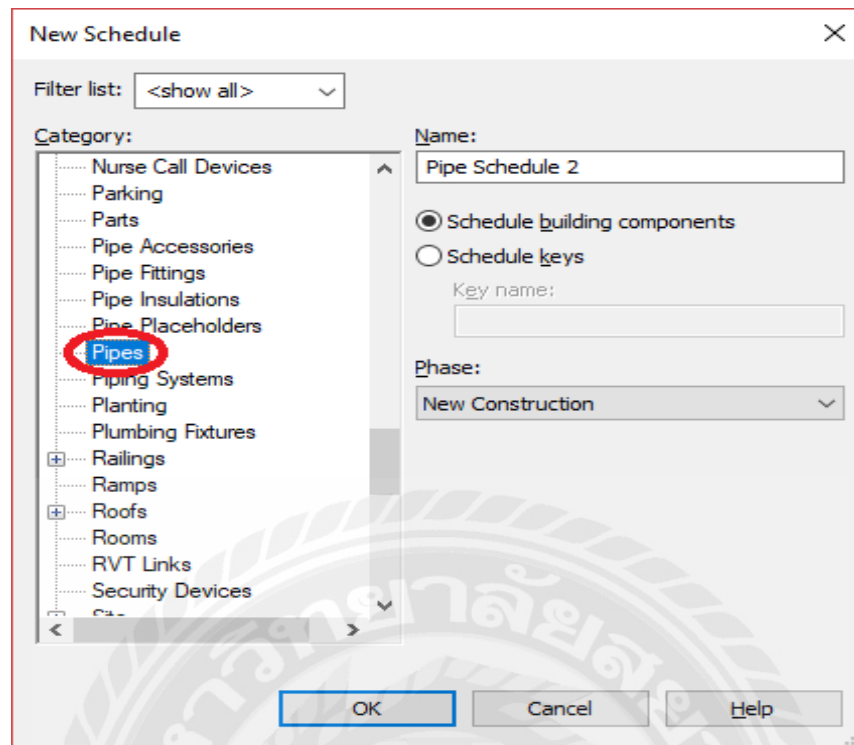 New Schedule
Filter list: <show all>
Category:
Nurse Call Devices
Parking
Parts
Pipe Accessories
Pipe Fittings
Pipe Insulations
Pipe Placeholders
Pipes
Piping Systems
Planting
Plumbing Fixtures
Railings
Ramps
Roofs
Rooms
RVT Links
Security Devices
Name:
Pipe Schedule 2
Schedule building components
Schedule keys
Key name:
Phase:
New Construction
OK Cancel Help